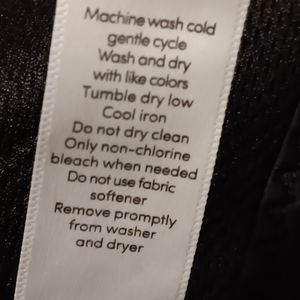 Machine wash cold
gentle cycle
Wash and dry
with like colors
Tumble dry low
Cool iron
Do not dry clean
Only non-chlorine
bleach when needed
Do not use fabric
softener
Remove promptly
from washer
and dryer